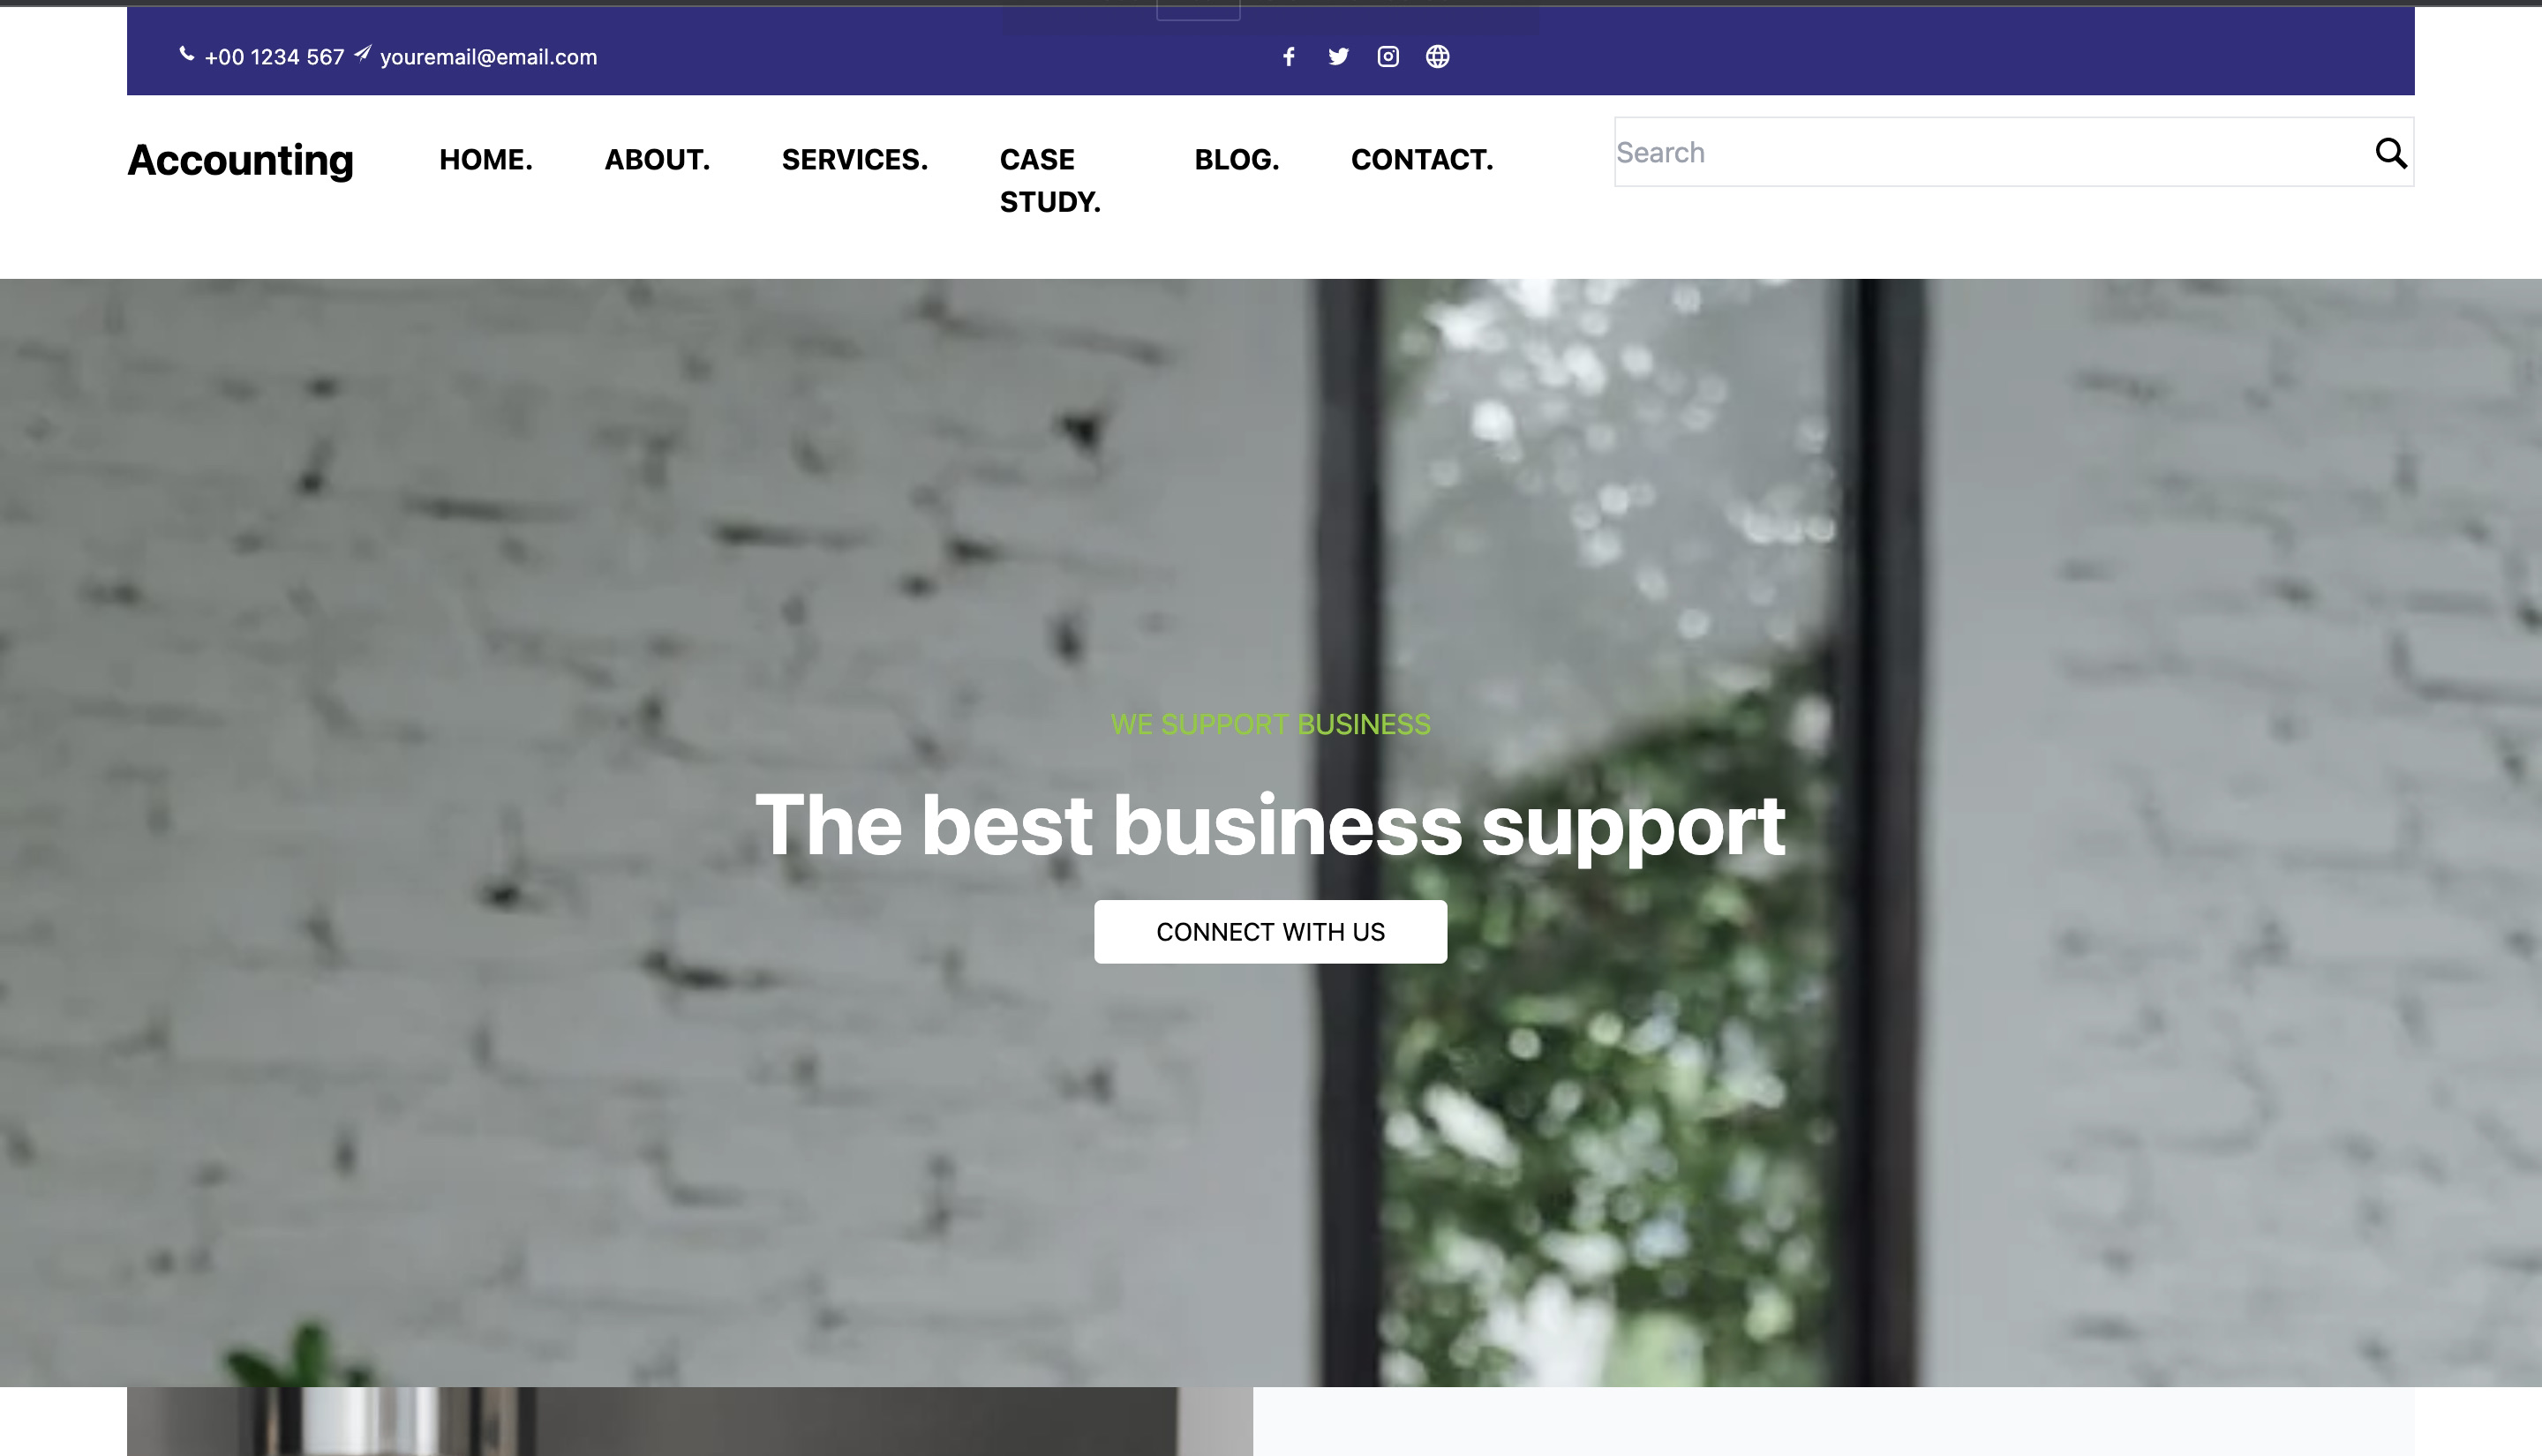 +00 1234 567 youremail@email.com
Accounting HOME. ABOUT. SERVICES. CASE STUDY. BLOG. CONTACT. Search
WE SUPPORT BUSINESS
The best business support
CONNECT WITH US